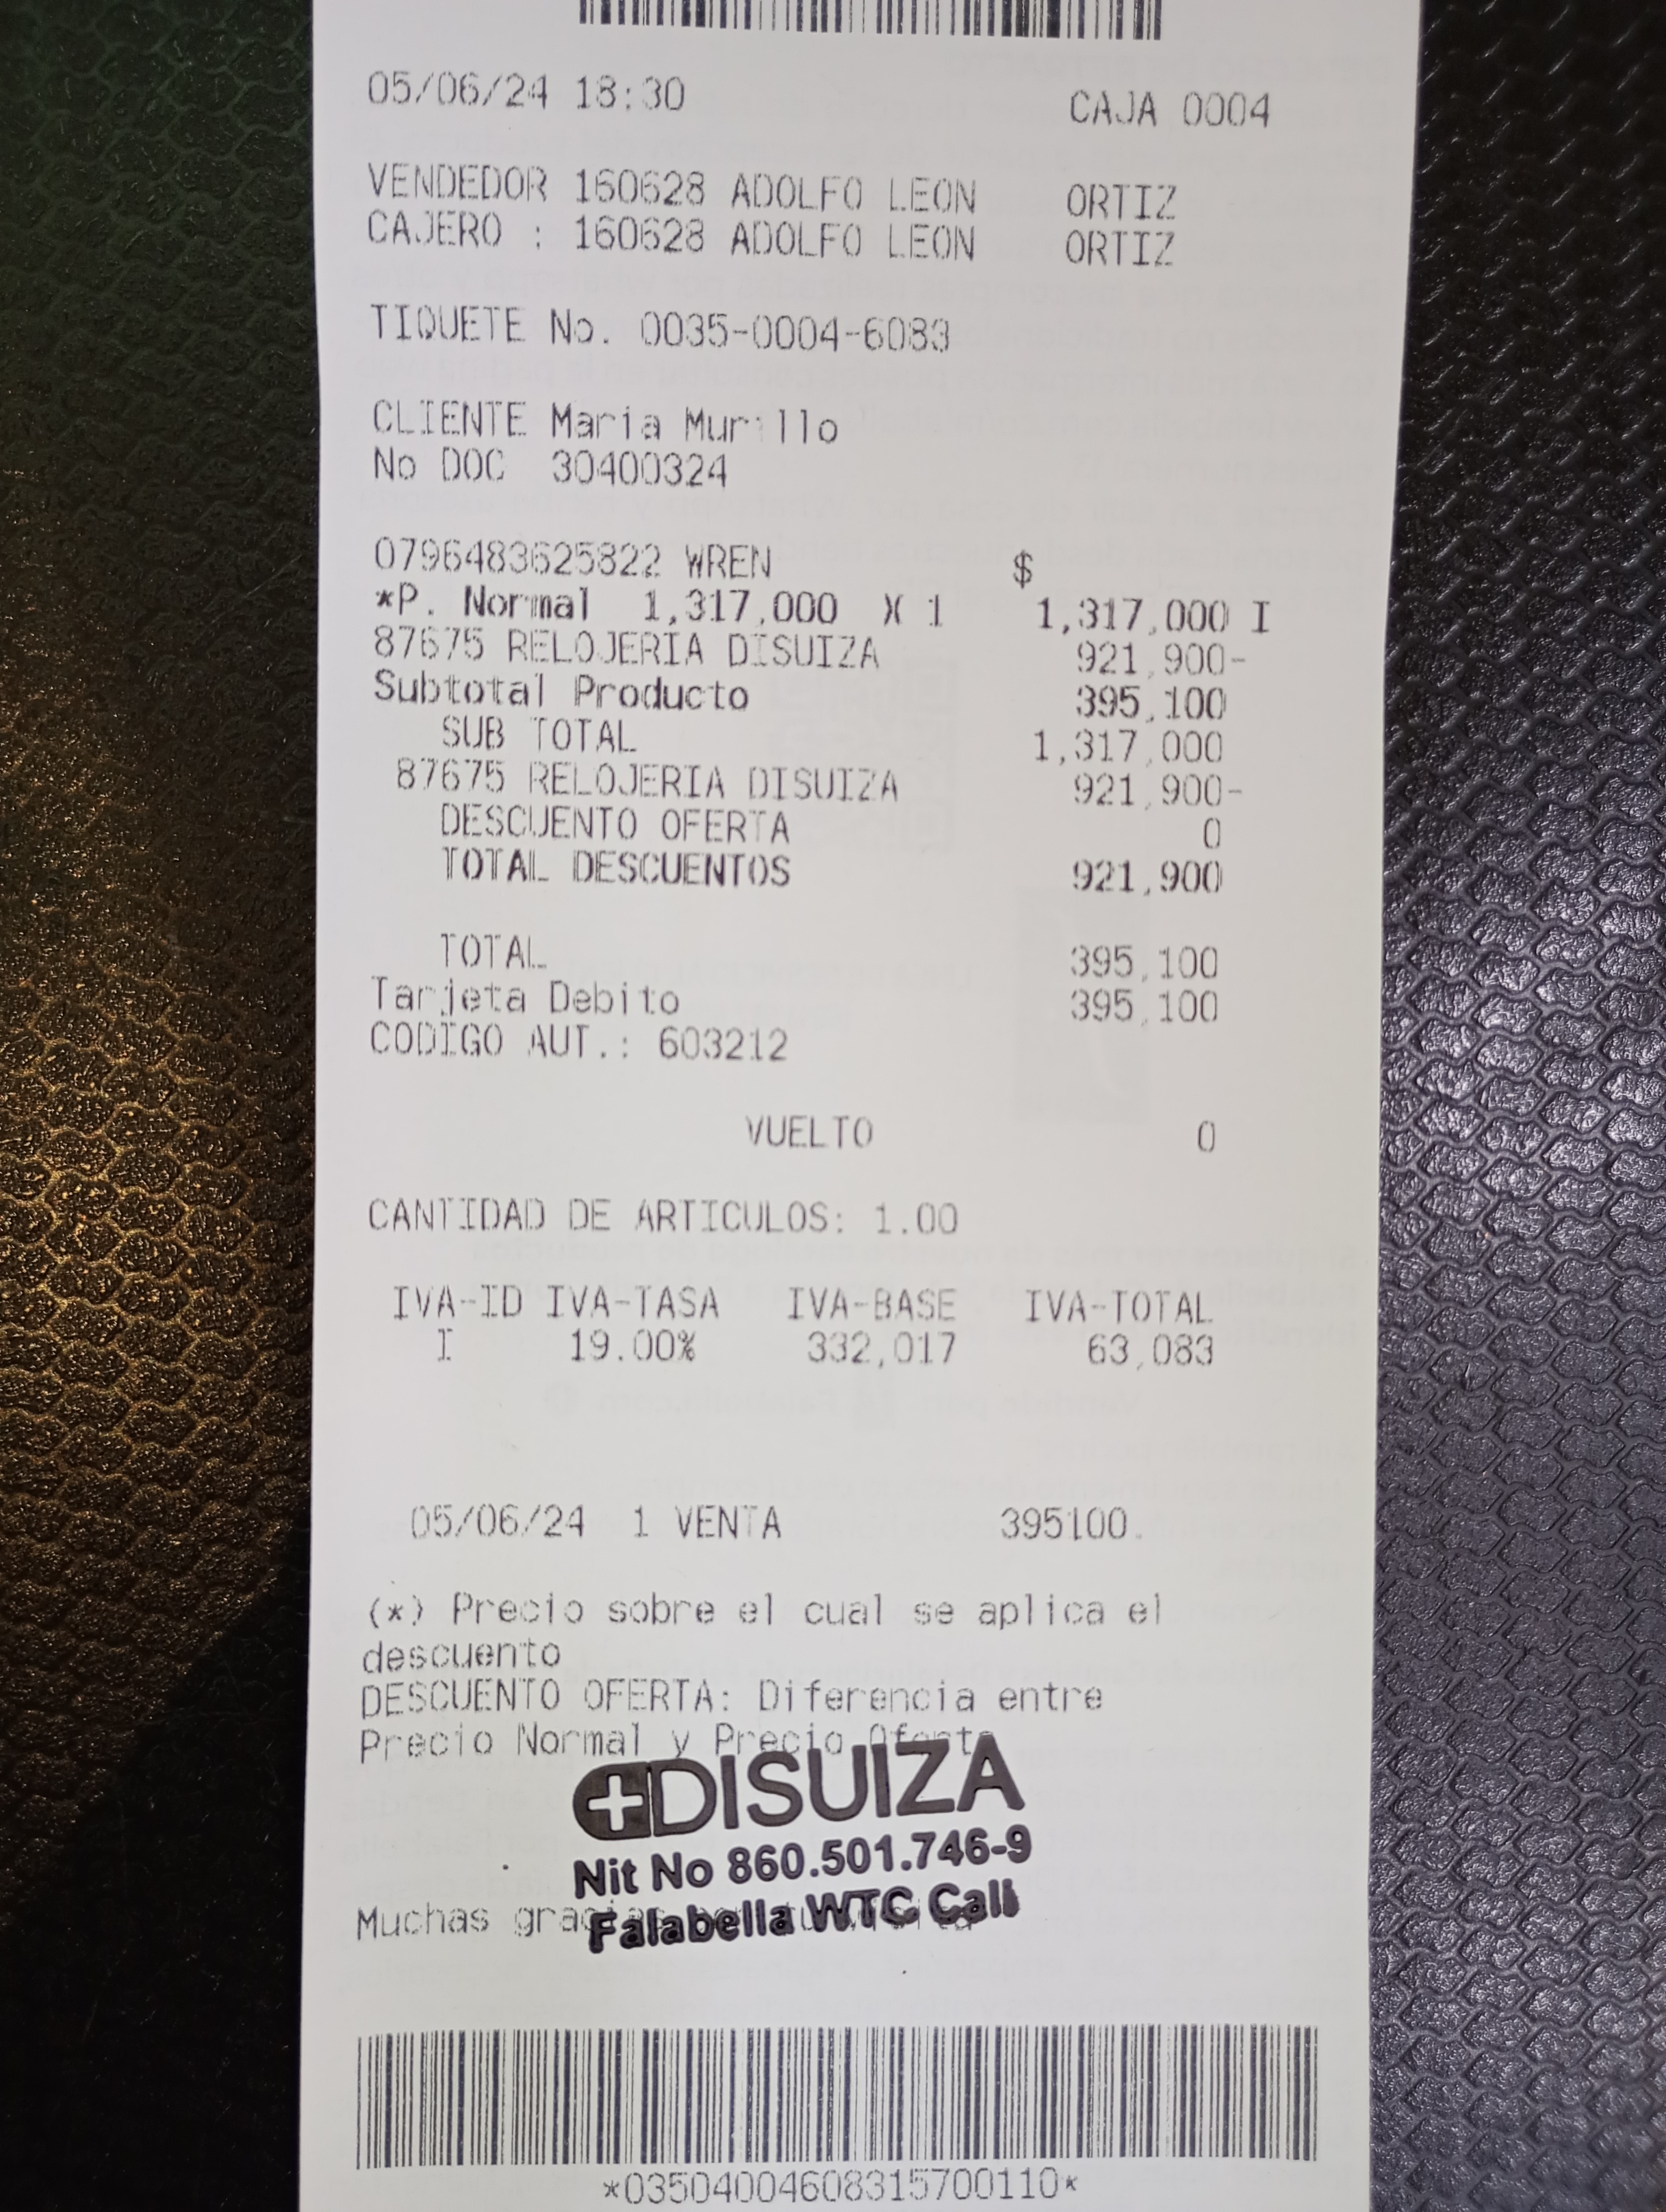 05/06/24 18:30 CAJA 0004
VENDEDOR 160628 ADOLFO LEON ORTIZ
CAJERO : 160628 ADOLFO LEON ORTIZ
TIQUETE No. 0035-0004-6083
CLIENTE Maria Murillo
No DOC 30400324
0796483625822 WREN $
*P. Normal 1,317,000 X 1 1,317,000 I
87675 RELOJERIA DISUIZA 921,900-
Subtotal Producto 395,100
SUB TOTAL 1,317,000
87675 RELOJERIA DISUIZA 921,900-
DESCUENTO OFERTA 0
TOTAL DESCUENTOS 921,900
TOTAL 395,100
Tarjeta Debito 395,100
CODIGO AUT.: 603212
VUELTO 0
CANTIDAD DE ARTICULOS: 1.00
IVA-ID IVA-TASA IVA-BASE IVA-TOTAL
I 19.00% 332,017 63,083
05/06/24 1 VENTA 395100.
(*) Precio sobre el cual se aplica el
descuento
DESCUENTO OFERTA: Diferencia entre
Precio Normal y Precio Oferta
DISUIZA
Nit No 860.501.746-9
Falabella WTC Cali
Muchas gracias
*03504004608315700110*